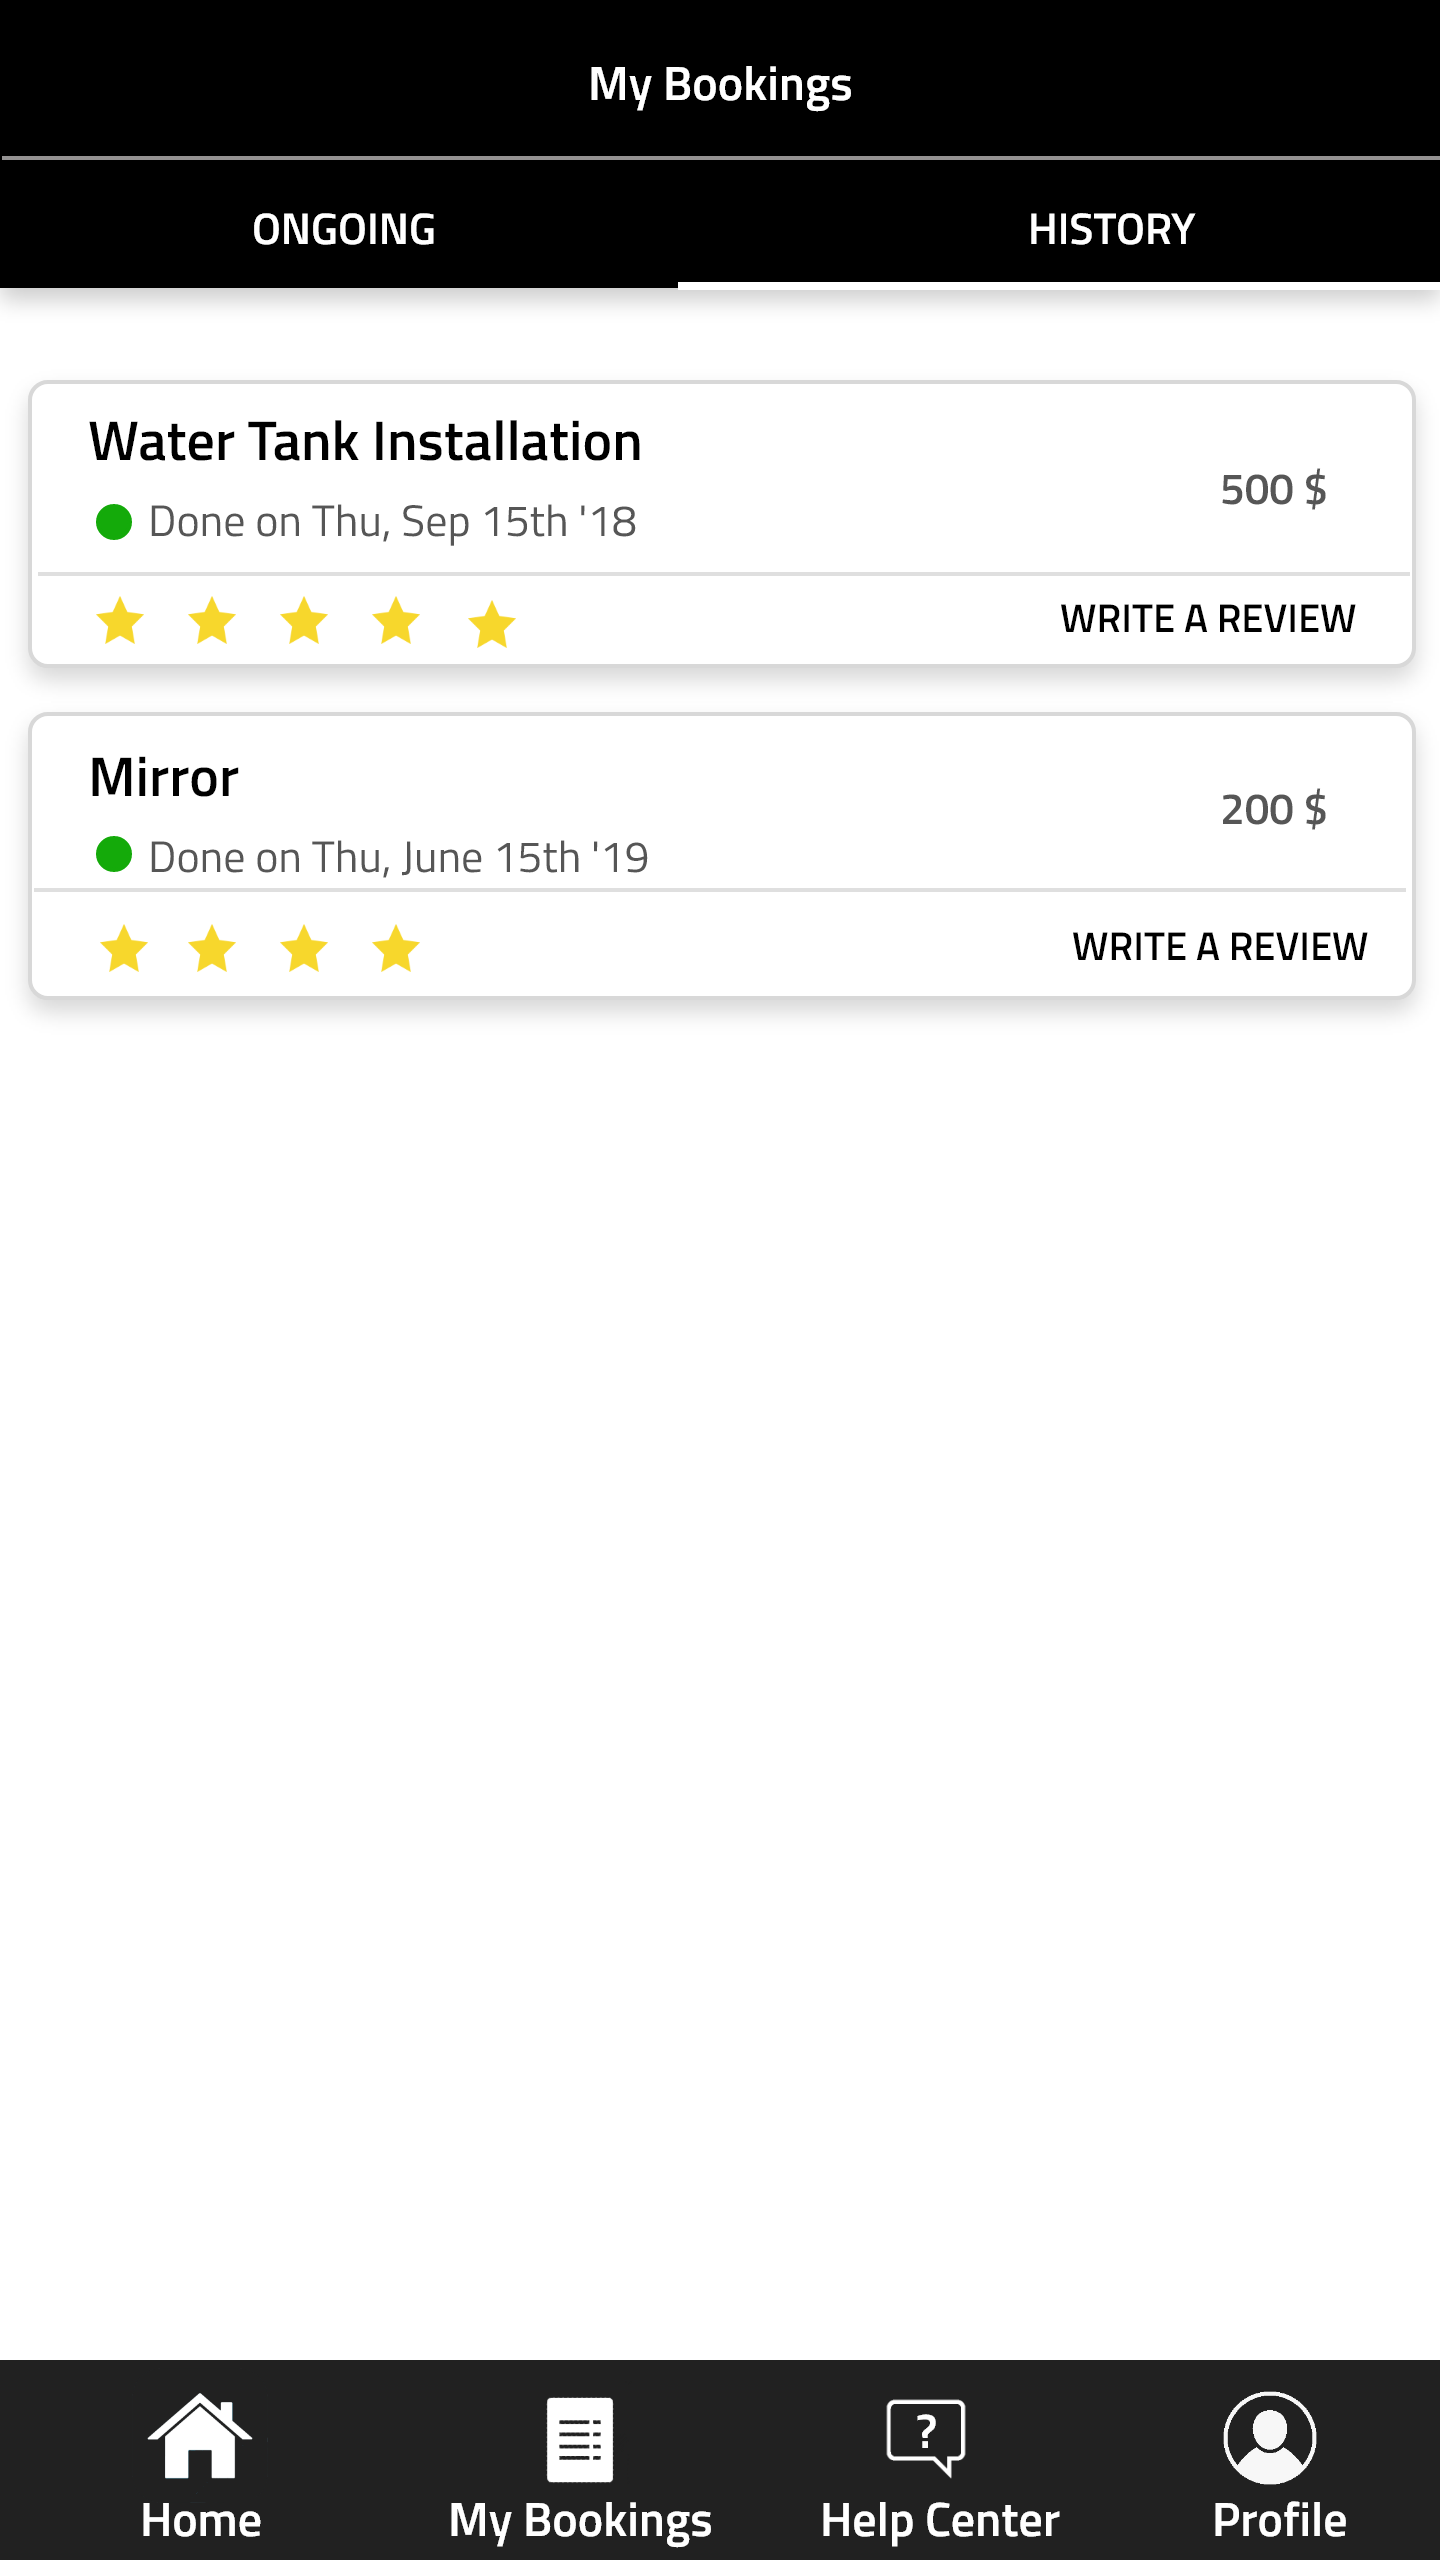 My Bookings
ONGOING
HISTORY
Water Tank Installation
500 $
Done on Thu, Sep 15th '18
WRITE A REVIEW
Mirror
200 $
Done on Thu, June 15th '19
WRITE A REVIEW
?
Home
My Bookings
Help Center
Profile